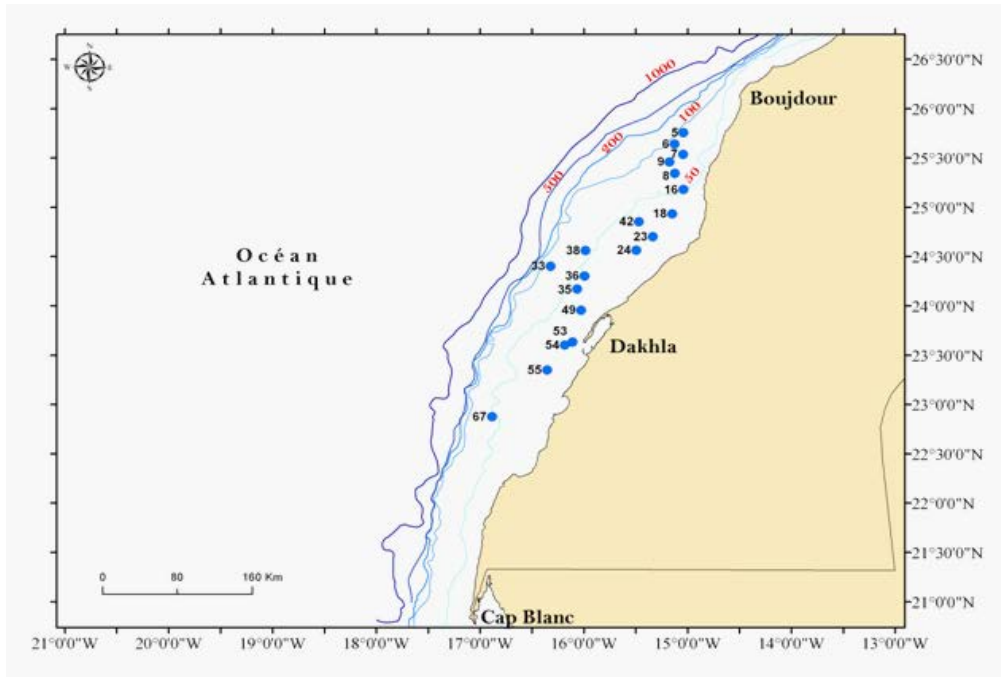 N
W E
S
1000
26°30'0"N
Boujdour
26°0'0"N
100
5
200
6
7
25°30'0"N
9
500
8
50
16
25°0'0"N
18
42
23
Océan
Atlantique
38
24
24°30'0"N
33
36
35
49
24°0'0"N
53
54
Dakhla
23°30'0"N
55
67
23°0'0"N
22°30'0"N
22°0'0"N
21°30'0"N
0 80 160 Km
21°0'0"N
Cap Blanc
21°0'0"W 20°0'0"W 19°0'0"W 18°0'0"W 17°0'0"W 16°0'0"W 15°0'0"W 14°0'0"W 13°0'0"W